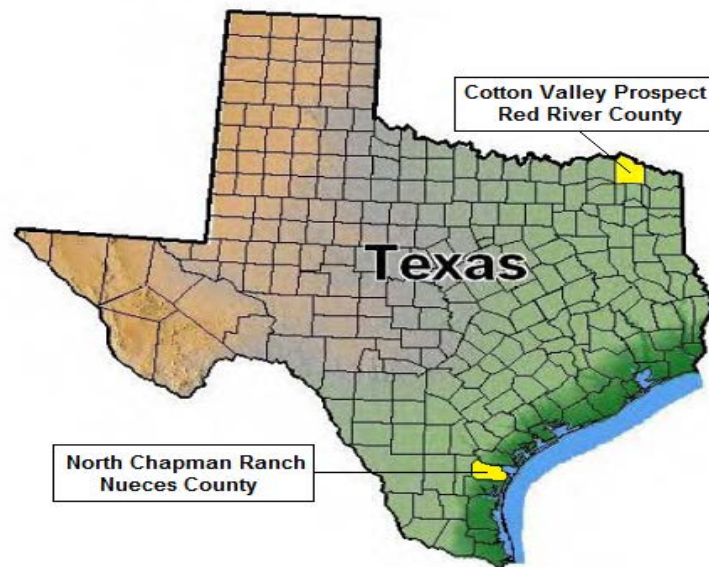 Cotton Valley Prospect
Red River County
Texas
North Chapman Ranch
Nueces County